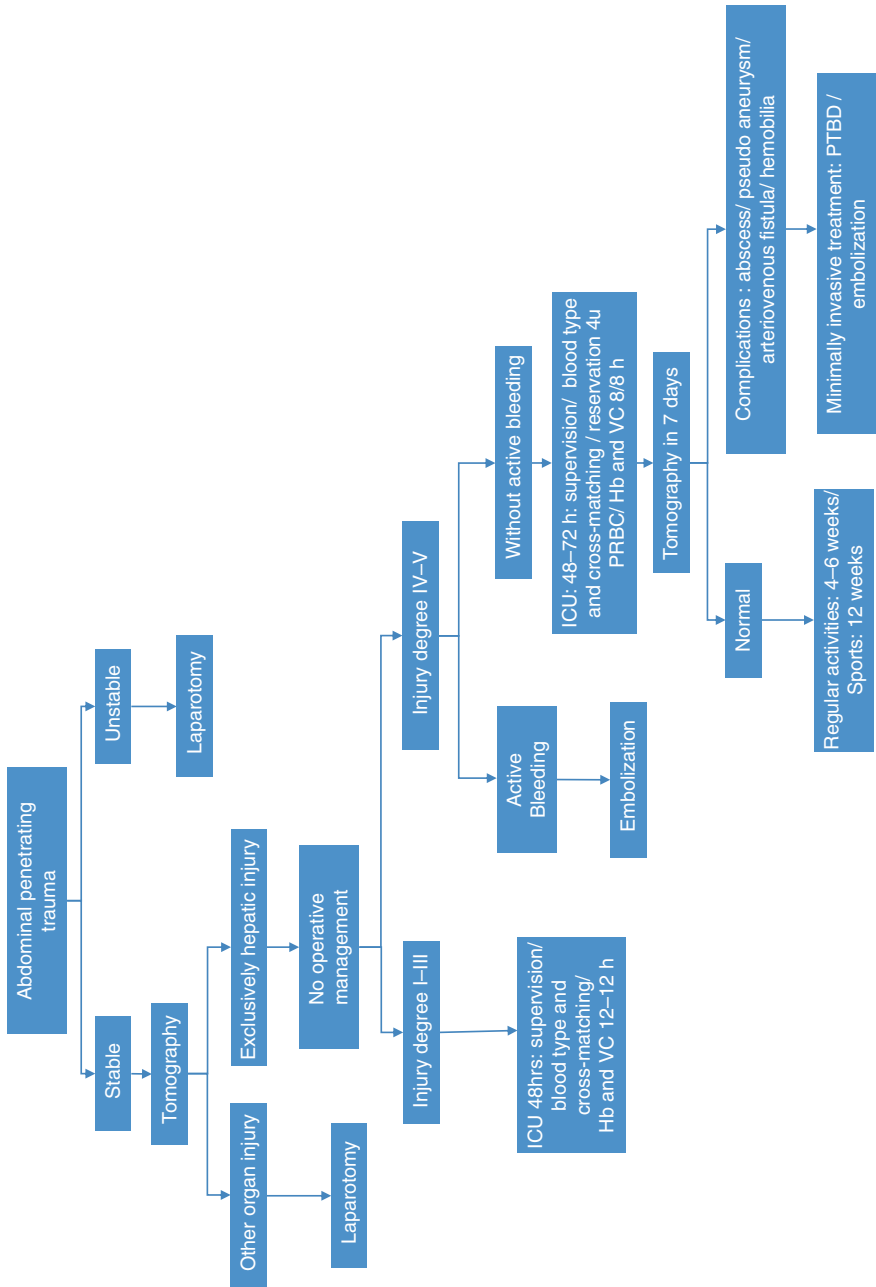 Abdominal penetrating
trauma
Stable
Unstable
Tomography
Laparotomy
Other organ injury
Exclusively hepatic injury
Laparotomy
No operative
management
Injury degree I–III
Injury degree IV–V
ICU 48hrs: supervision/
blood type and
cross-matching/
Hb and VC 12–12 h
Active
Bleeding
Without active bleeding
Embolization
ICU: 48–72 h: supervision/ blood type
and cross-matching / reservation 4u
PRBC/ Hb and VC 8/8 h
Tomography in 7 days
Normal
Complications : abscess/ pseudo aneurysm/
arteriovenous fistula/ hemobilia
Regular activities: 4–6 weeks/
Sports: 12 weeks
Minimally invasive treatment: PTBD /
embolization